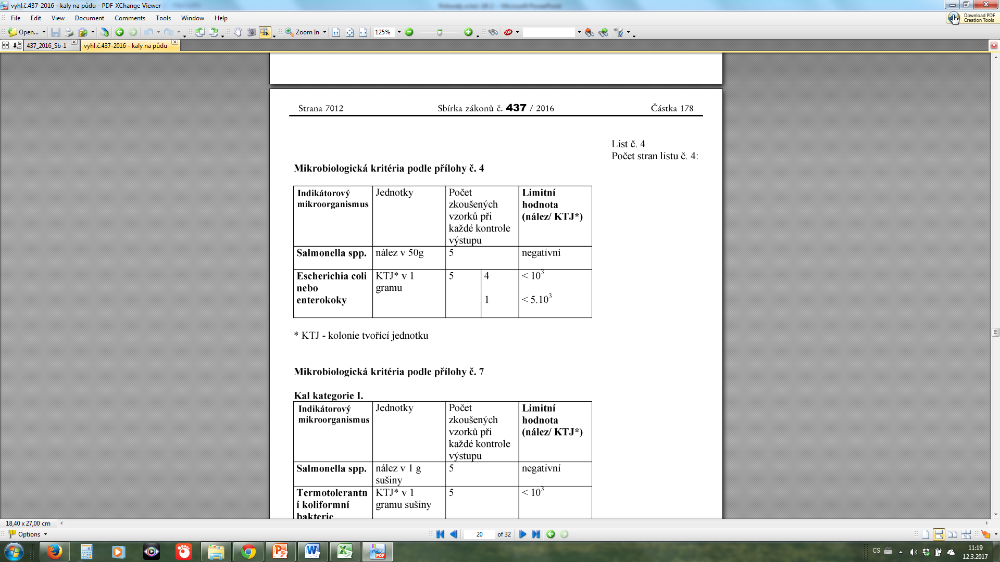 vyhl.č.437-2016 - kaly na půdu - PDF-XChange Viewer
File Edit View Document Comments Tools Window Help
Download PDF
Creation Tools
Open... Zoom In 125%
437_2016_Sb-1 vyhl.č.437-2016 - kaly na půdu
Strana 7012 Sbírka zákonů č. 437 / 2016 Částka 178
List č. 4
Počet stran listu č. 4:
Mikrobiologická kritéria podle přílohy č. 4
Indikátorový mikroorganismus Jednotky Počet zkoušených vzorků při každé kontrole výstupu Limitní hodnota (nález/ KTJ*)
Salmonella spp. nález v 50g 5 negativní
Escherichia coli nebo enterokoky KTJ* v 1 gramu 5 4 < 10³
1 < 5.10³
* KTJ - kolonie tvořící jednotku
Mikrobiologická kritéria podle přílohy č. 7
Kal kategorie I.
Indikátorový mikroorganismus Jednotky Počet zkoušených vzorků při každé kontrole výstupu Limitní hodnota (nález/ KTJ*)
Salmonella spp. nález v 1 g sušiny 5 negativní
Termotolerantn í koliformní bakterie KTJ* v 1 gramu sušiny 5 < 10³
18,40 x 27,00 cm
Options 20 of 32
CS 11:19
12.3.2017